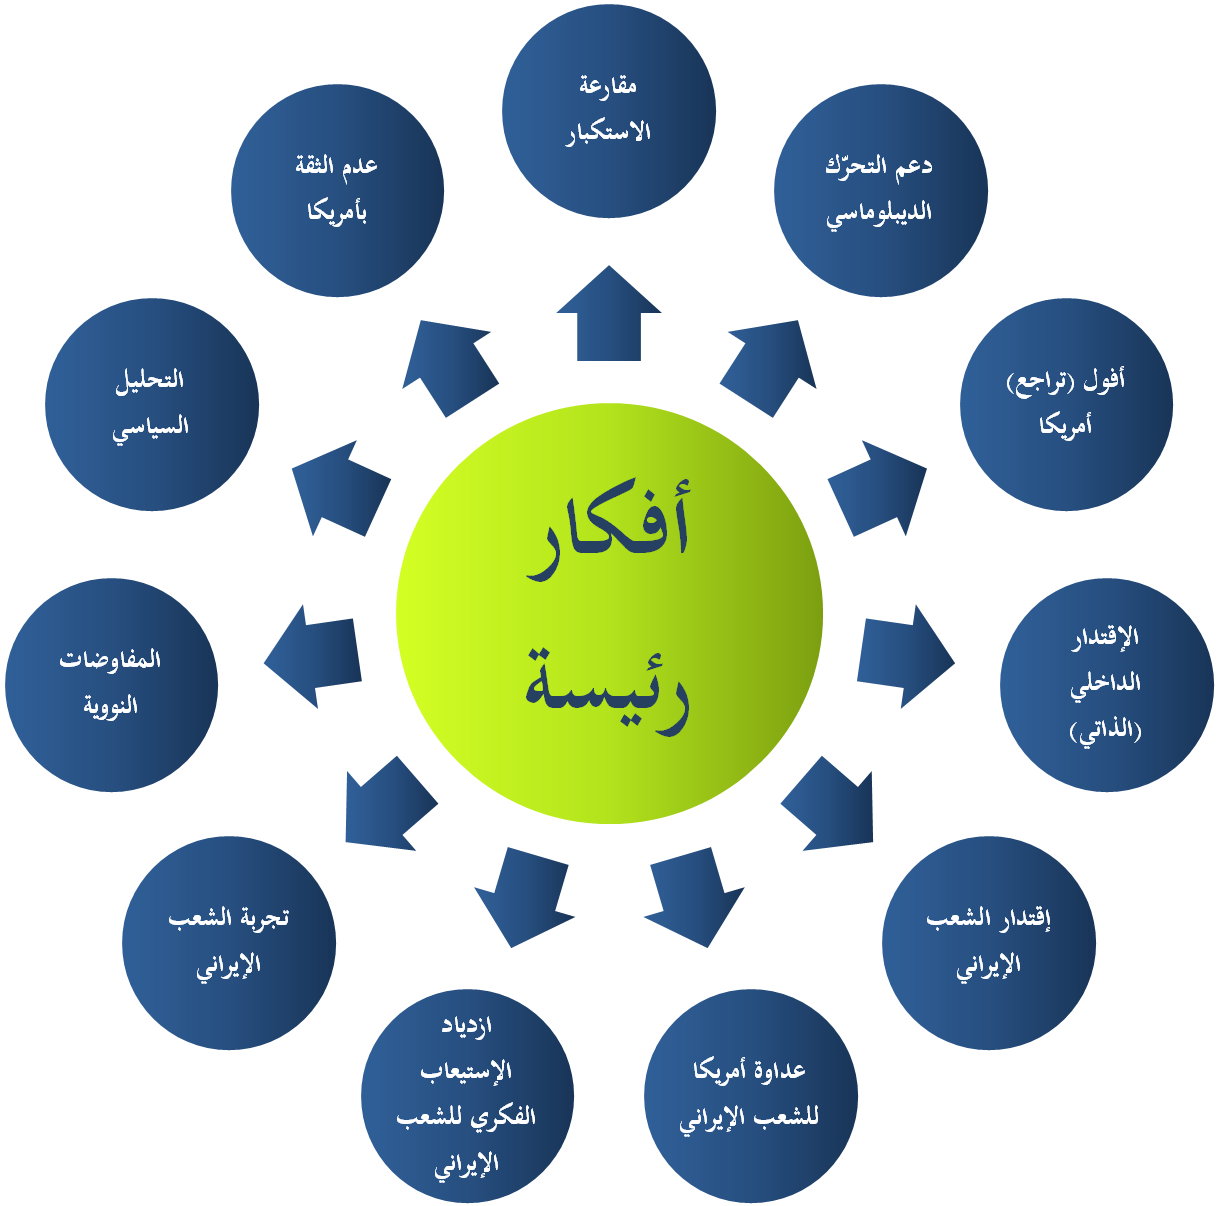 أفكار
رئيسة
مقارعة
الاستكبار
دعم التحرّك
الديبلوماسي
أفول (تراجع)
أمريكا
الإقتدار
الداخلي
(الذاتي)
إقتدار الشعب
الإيراني
عداوة أمريكا
للشعب الإيراني
ازدياد
الإستيعاب
الفكري للشعب
الإيراني
تجربة الشعب
الإيراني
المفاوضات
النووية
التحليل
السياسي
عدم الثقة
بأمريكا